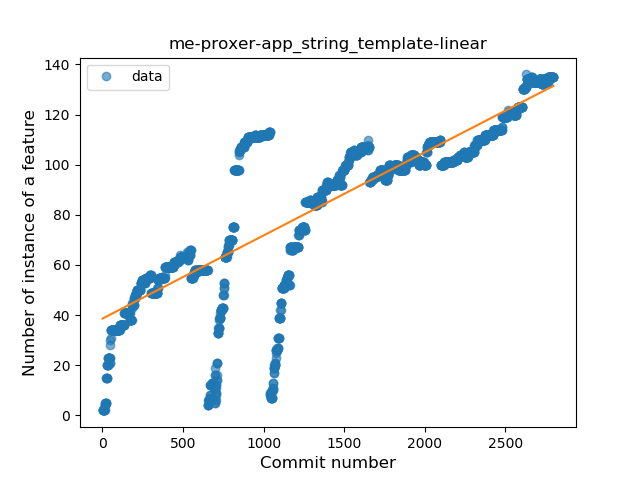 me-proxer-app_string_template-linear
data
Number of instance of a feature
140
120
100
80
60
40
20
0
0 500 1000 1500 2000 2500
Commit number